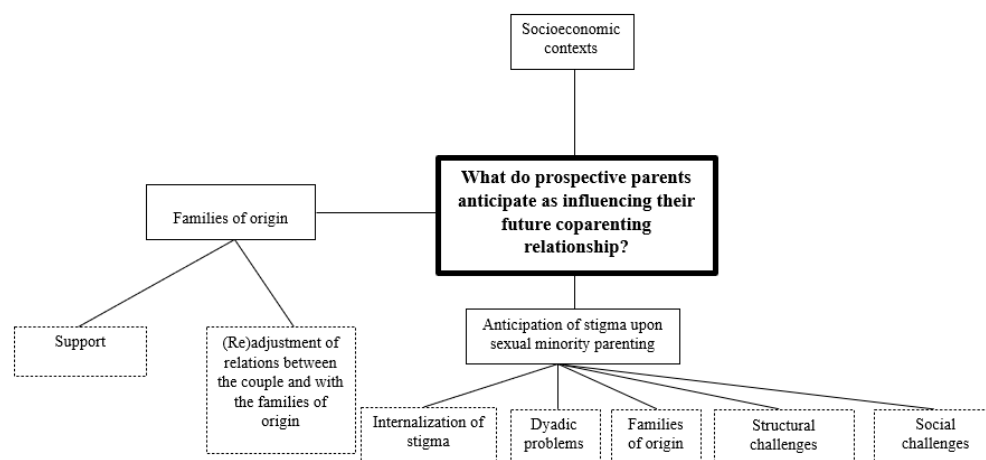 Socioeconomic
contexts
What do prospective parents
anticipate as influencing their
future coparenting
relationship?
Families of origin
Anticipation of stigma upon
sexual minority parenting
Support
(Re)adjustment of
relations between
the couple and with
the families of
origin
Internalization of
stigma
Dyadic
problems
Families
of origin
Structural
challenges
Social
challenges